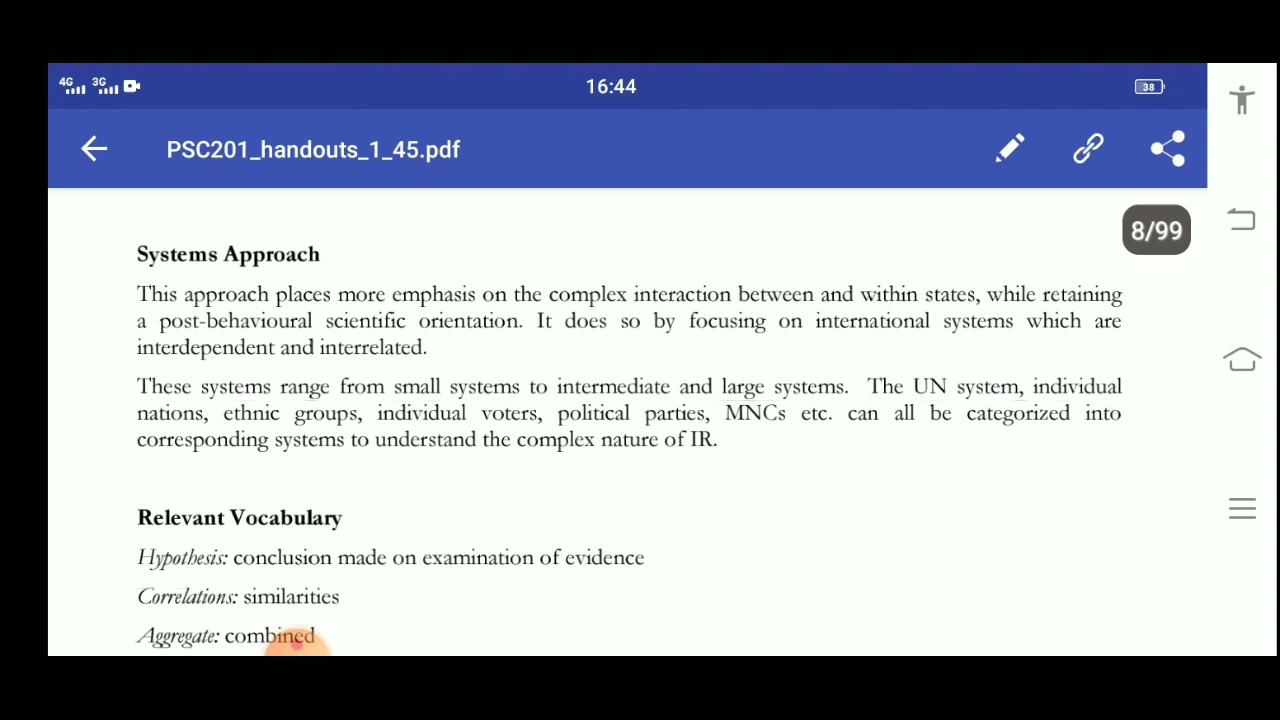 4G 3G 16:44 38
PSC201_handouts_1_45.pdf
8/99
Systems Approach
This approach places more emphasis on the complex interaction between and within states, while retaining
a post-behavioural scientific orientation. It does so by focusing on international systems which are
interdependent and interrelated.
These systems range from small systems to intermediate and large systems. The UN system, individual
nations, ethnic groups, individual voters, political parties, MNCs etc. can all be categorized into
corresponding systems to understand the complex nature of IR.
Relevant Vocabulary
Hypothesis: conclusion made on examination of evidence
Correlations: similarities
Aggregate: combined